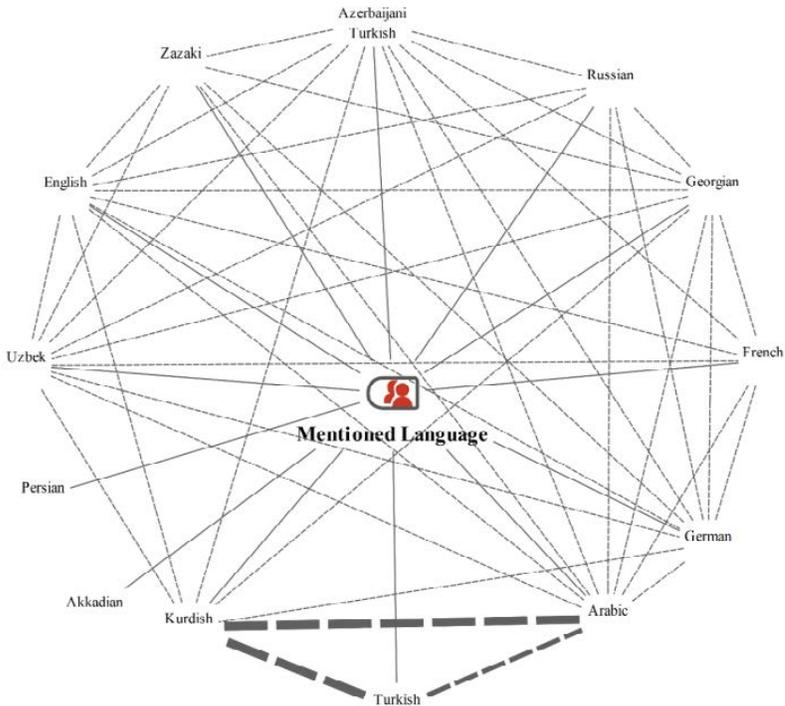 Azerbaijani
Turkish
Zazaki
Russian
English
Georgian
Uzbek
French
Mentioned Language
Persian
German
Akkadian
Kurdish
Arabic
Turkish